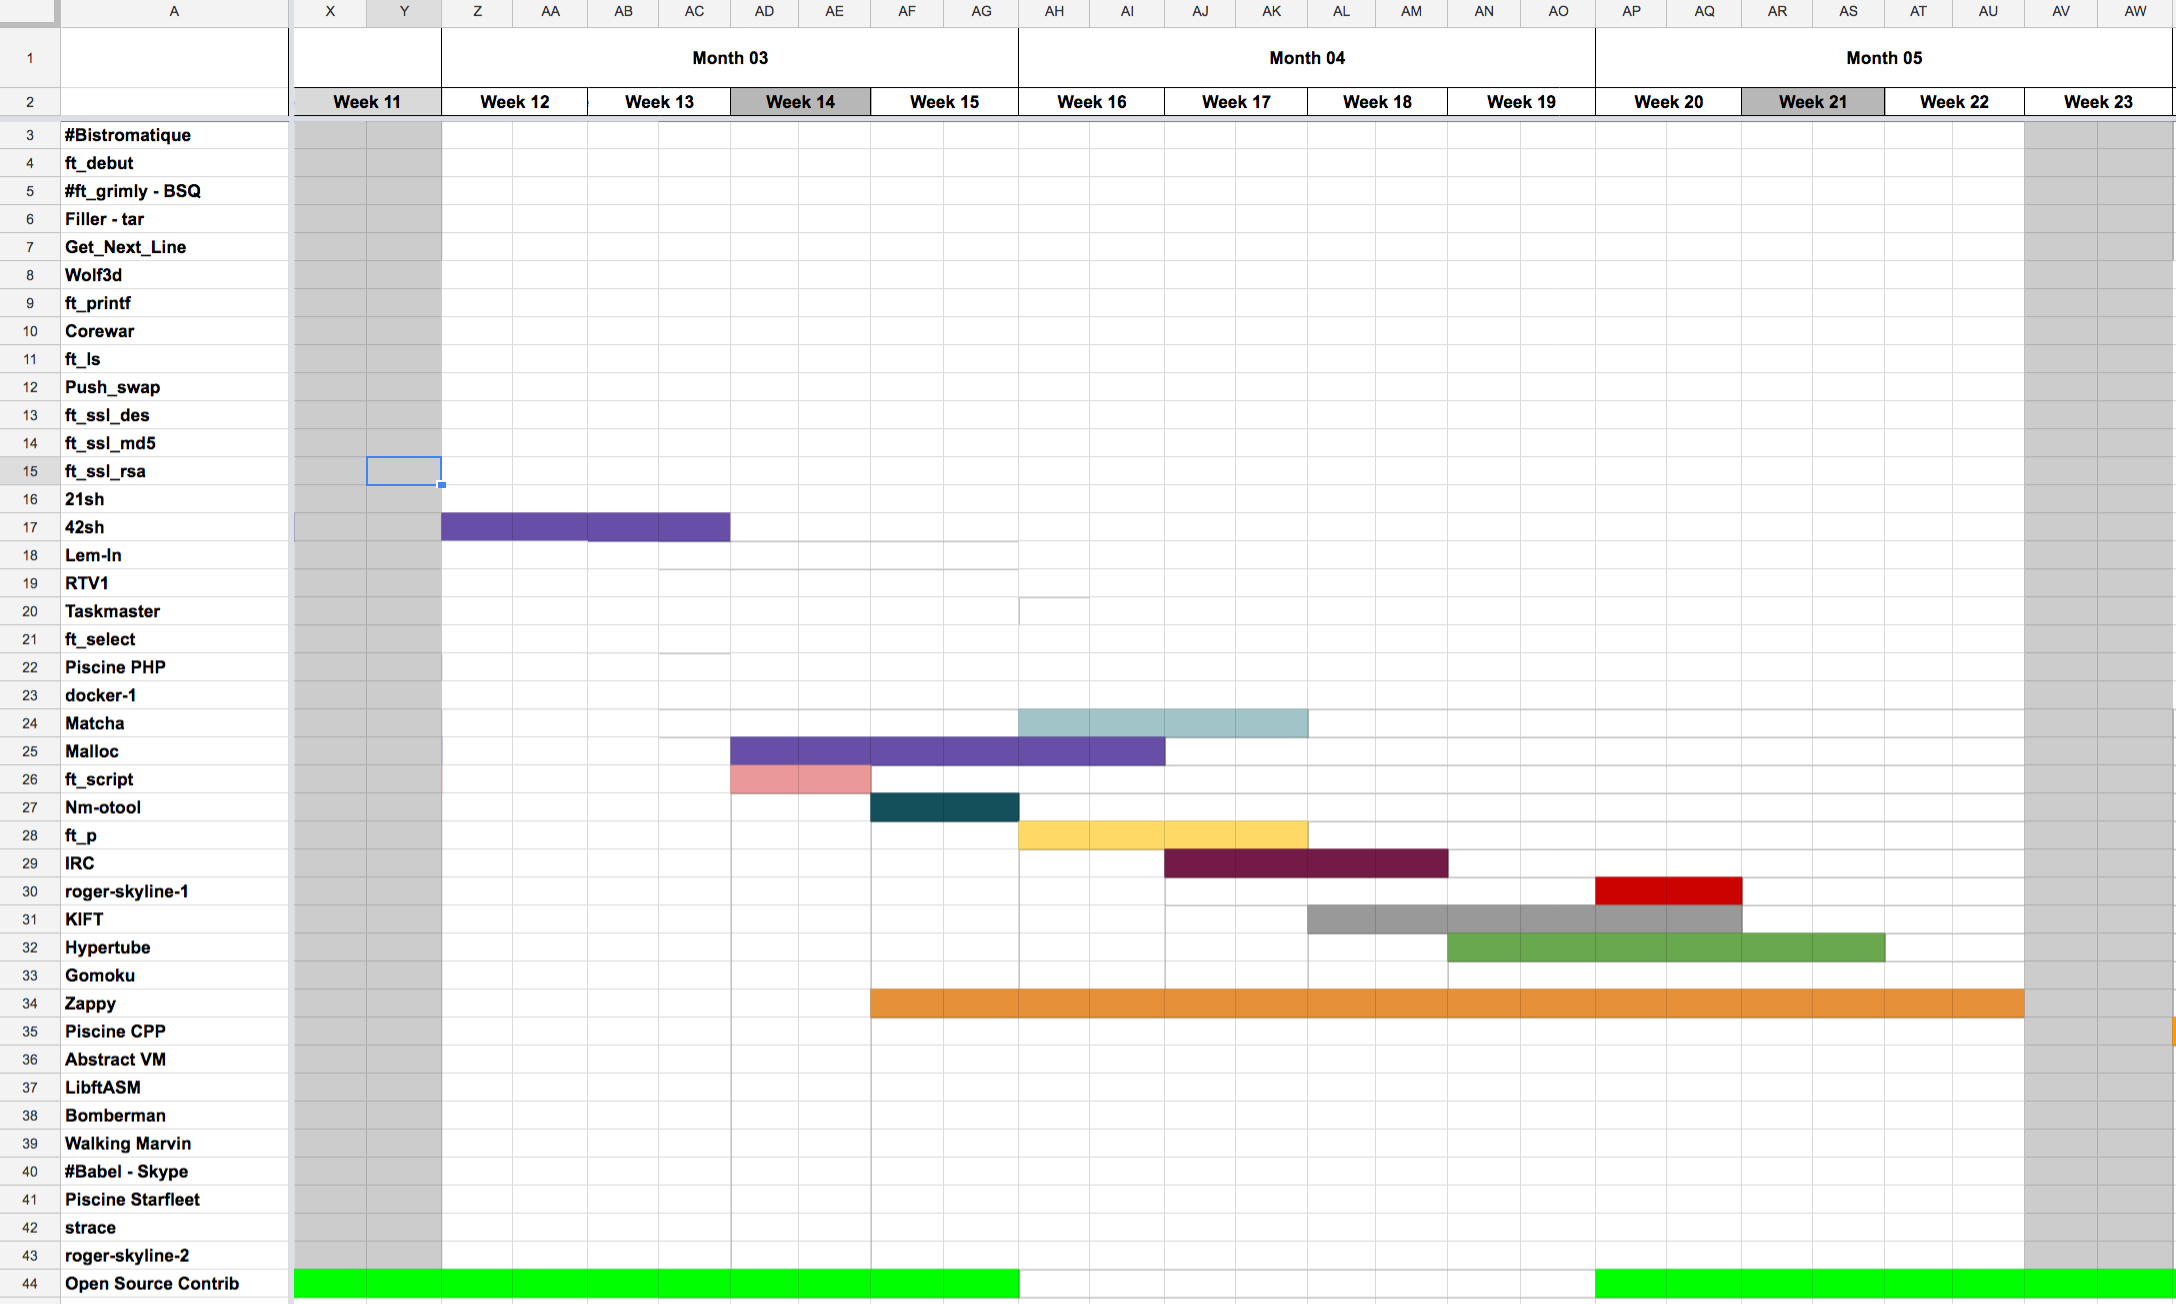 A X Y Z AA AB AC AD AE AF AG AH AI AJ AK AL AM AN AO AP AQ AR AS AT AU AV AW
1 Month 03 Month 04 Month 05
2 Week 11 Week 12 Week 13 Week 14 Week 15 Week 16 Week 17 Week 18 Week 19 Week 20 Week 21 Week 22 Week 23
3 #Bistromatique
4 ft_debut
5 #ft_grimly - BSQ
6 Filler - tar
7 Get_Next_Line
8 Wolf3d
9 ft_printf
10 Corewar
11 ft_ls
12 Push_swap
13 ft_ssl_des
14 ft_ssl_md5
15 ft_ssl_rsa
16 21sh
17 42sh
18 Lem-In
19 RTV1
20 Taskmaster
21 ft_select
22 Piscine PHP
23 docker-1
24 Matcha
25 Malloc
26 ft_script
27 Nm-otool
28 ft_p
29 IRC
30 roger-skyline-1
31 KIFT
32 Hypertube
33 Gomoku
34 Zappy
35 Piscine CPP
36 Abstract VM
37 LibftASM
38 Bomberman
39 Walking Marvin
40 #Babel - Skype
41 Piscine Starfleet
42 strace
43 roger-skyline-2
44 Open Source Contrib